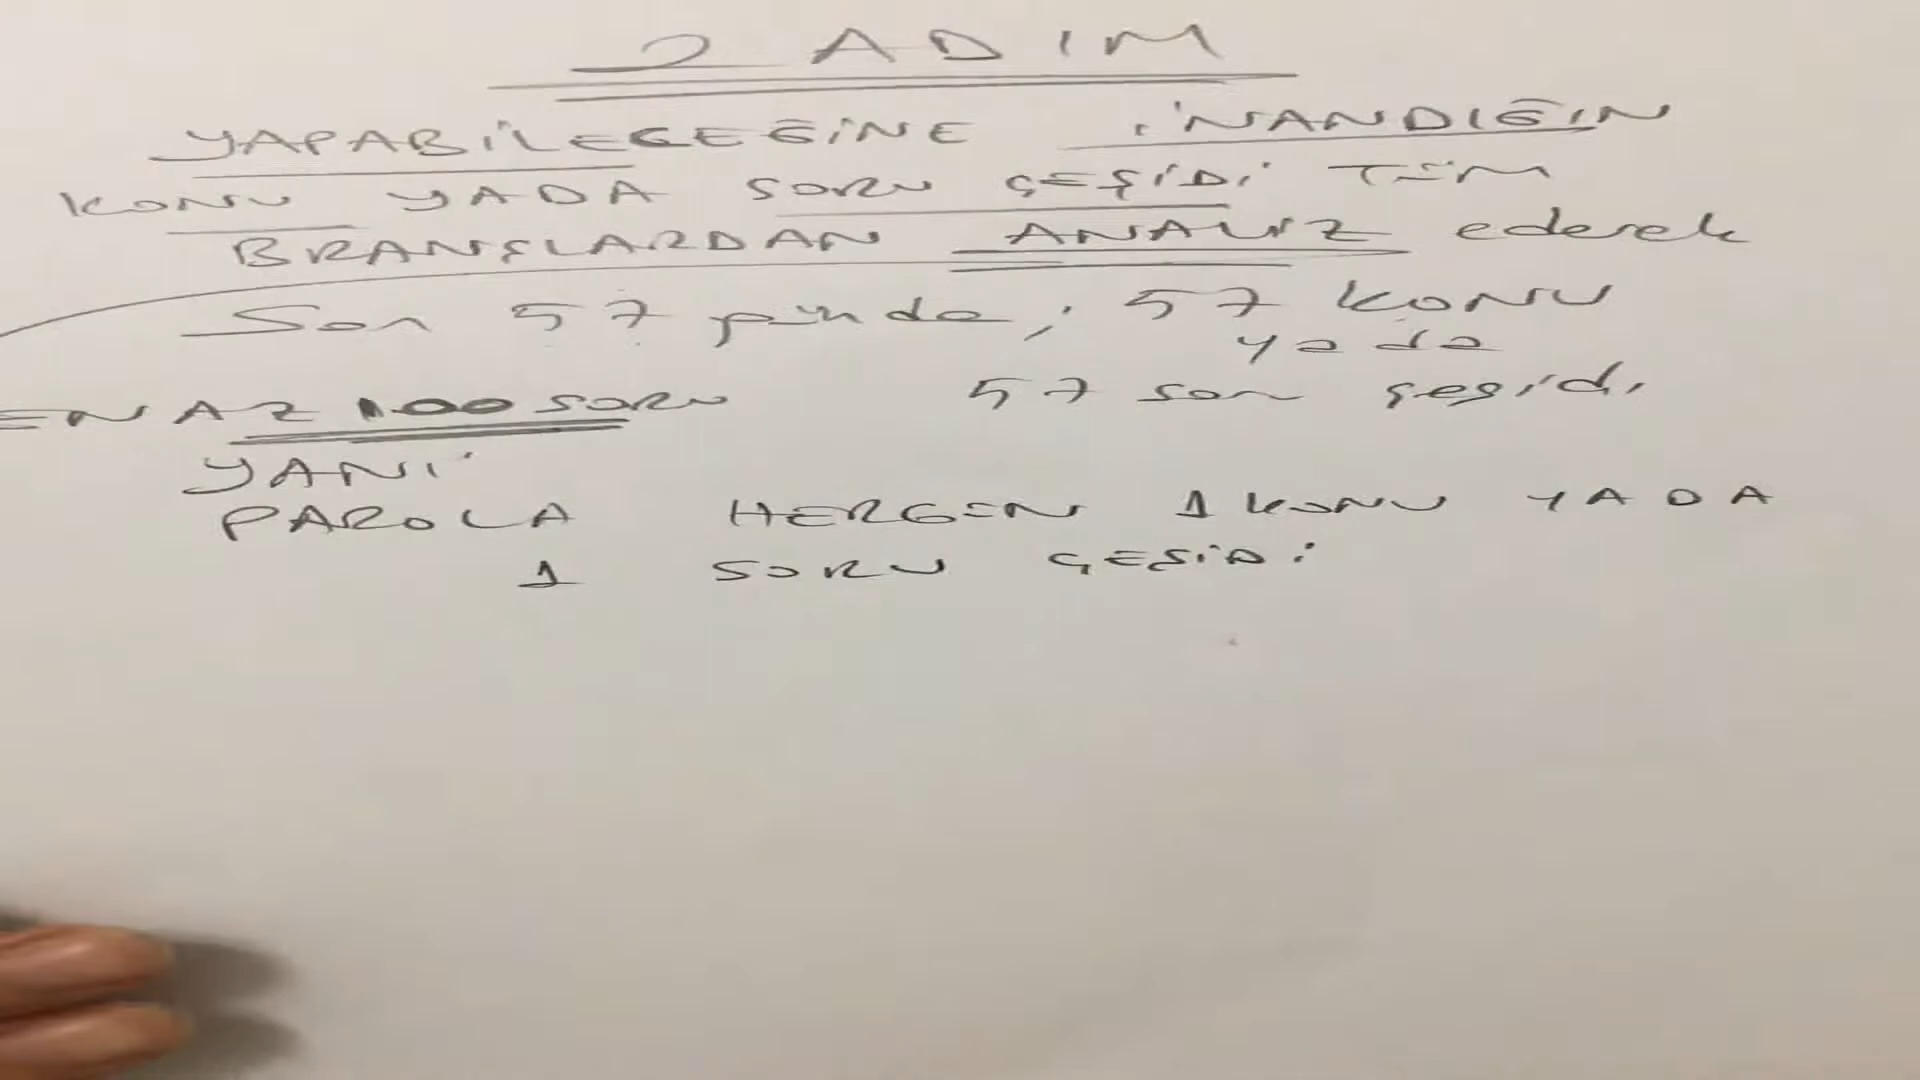 2 ADIM
YAPABİLECEĞİNE İNANDIĞIN
KONU YADA SORU ÇEŞİDİ TÜM
BRANŞLARDAN ANALİZ ederek
Son 57 günde, 57 KONU
yada
57 soru çeşidi
EN AZ 100 SORU
YANİ
PAROLA HERGÜN 1 KONU YADA
1 SORU ÇEŞİDİ